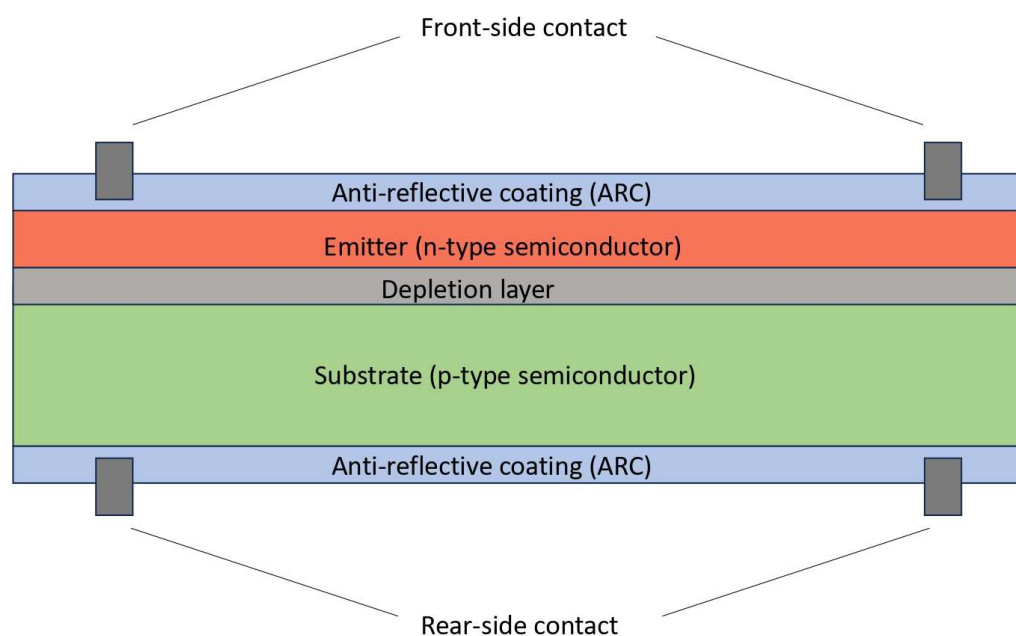 Front-side contact
Anti-reflective coating (ARC)
Emitter (n-type semiconductor)
Depletion layer
Substrate (p-type semiconductor)
Anti-reflective coating (ARC)
Rear-side contact